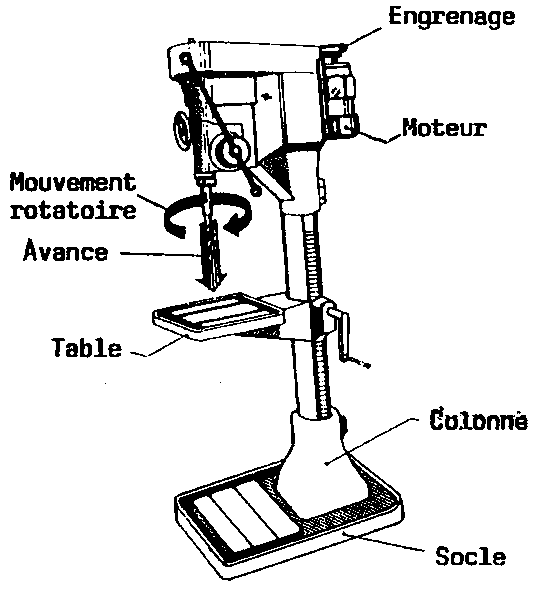 Engrenage
Moteur
Mouvement
rotatoire
Avance
Table
Colonne
Socle